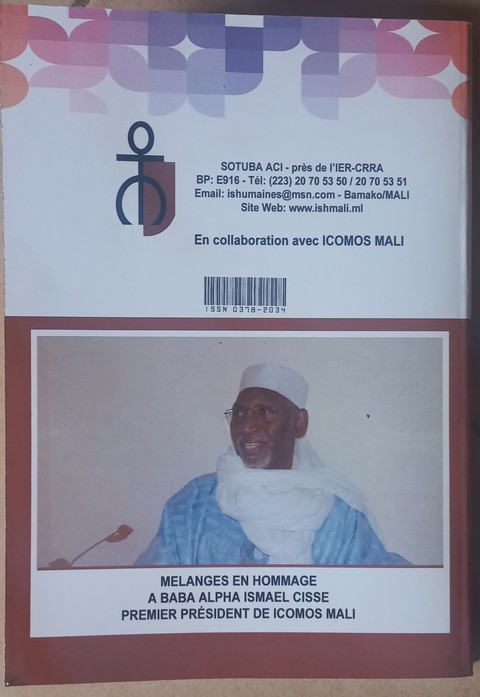 SOTUBA ACI - près de l'IER-CRRA
BP: E916 - Tél: (223) 20 70 53 50 / 20 70 53 51
Email: ishumaines@msn.com - Bamako/MALI
Site Web: www.ishmali.ml
En collaboration avec ICOMOS MALI
ISSN 0378-2034
MELANGES EN HOMMAGE
A BABA ALPHA ISMAEL CISSE
PREMIER PRÉSIDENT DE ICOMOS MALI